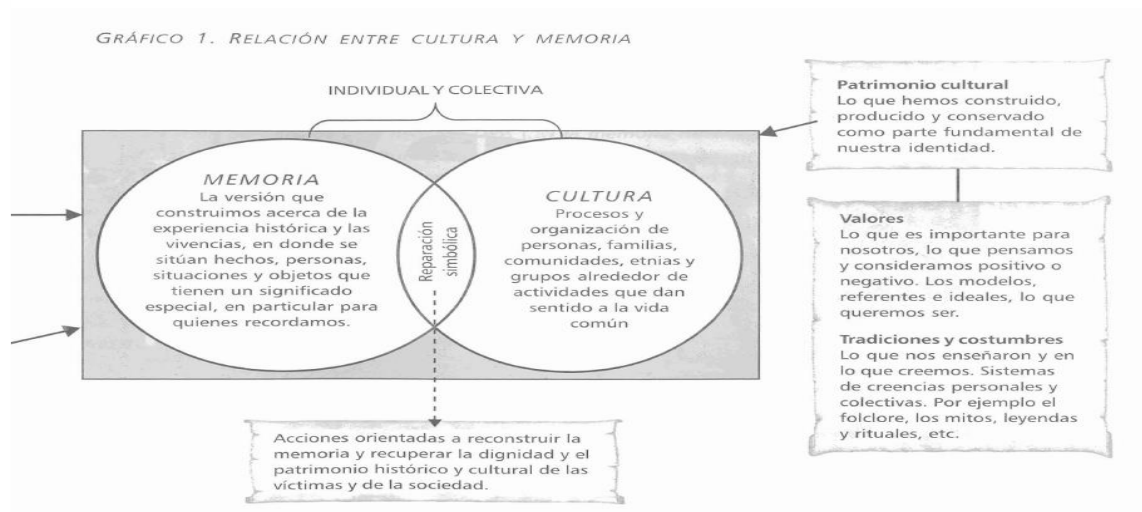 GRÁFICO 1. RELACIÓN ENTRE CULTURA Y MEMORIA
INDIVIDUAL Y COLECTIVA
MEMORIA
La versión que
construimos acerca de la
experiencia histórica y las
vivencias, en donde se
sitúan hechos, personas,
situaciones y objetos que
tienen un significado
especial, en particular para
quienes recordamos.
Reparación
simbólica
CULTURA
Procesos y
organización de
personas, familias,
comunidades, etnias y
grupos alrededor de
actividades que dan
sentido a la vida
común
Acciones orientadas a reconstruir la
memoria y recuperar la dignidad y el
patrimonio histórico y cultural de las
víctimas y de la sociedad.
Patrimonio cultural
Lo que hemos construido,
producido y conservado
como parte fundamental de
nuestra identidad.
Valores
Lo que es importante para
nosotros, lo que pensamos
y consideramos positivo o
negativo. Los modelos,
referentes e ideales, lo que
queremos ser.
Tradiciones y costumbres
Lo que nos enseñaron y en
lo que creemos. Sistemas
de creencias personales y
colectivas. Por ejemplo el
folclore, los mitos, leyendas
y rituales, etc.